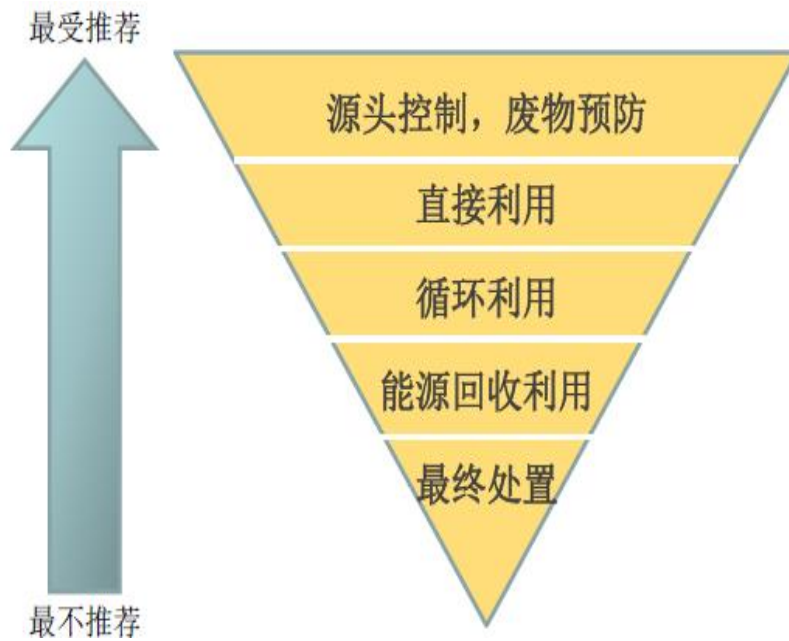 最受推荐
源头控制，废物预防
直接利用
循环利用
能源回收利用
最终处置
最不推荐